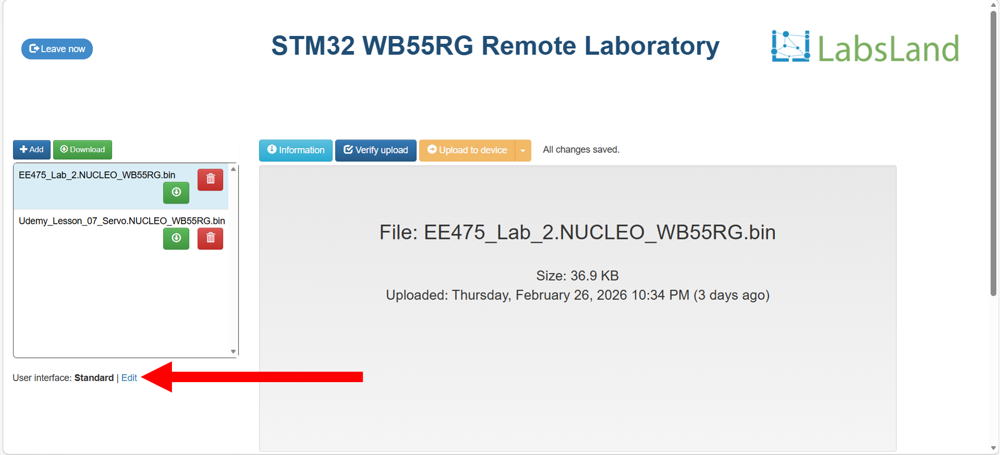 Leave now
STM32 WB55RG Remote Laboratory
LabsLand
Add
Download
Information
Verify upload
Upload to device
All changes saved.
EE475_Lab_2.NUCLEO_WB55RG.bin
Udemy_Lesson_07_Servo.NUCLEO_WB55RG.bin
File: EE475_Lab_2.NUCLEO_WB55RG.bin
Size: 36.9 KB
Uploaded: Thursday, February 26, 2026 10:34 PM (3 days ago)
User interface: Standard | Edit